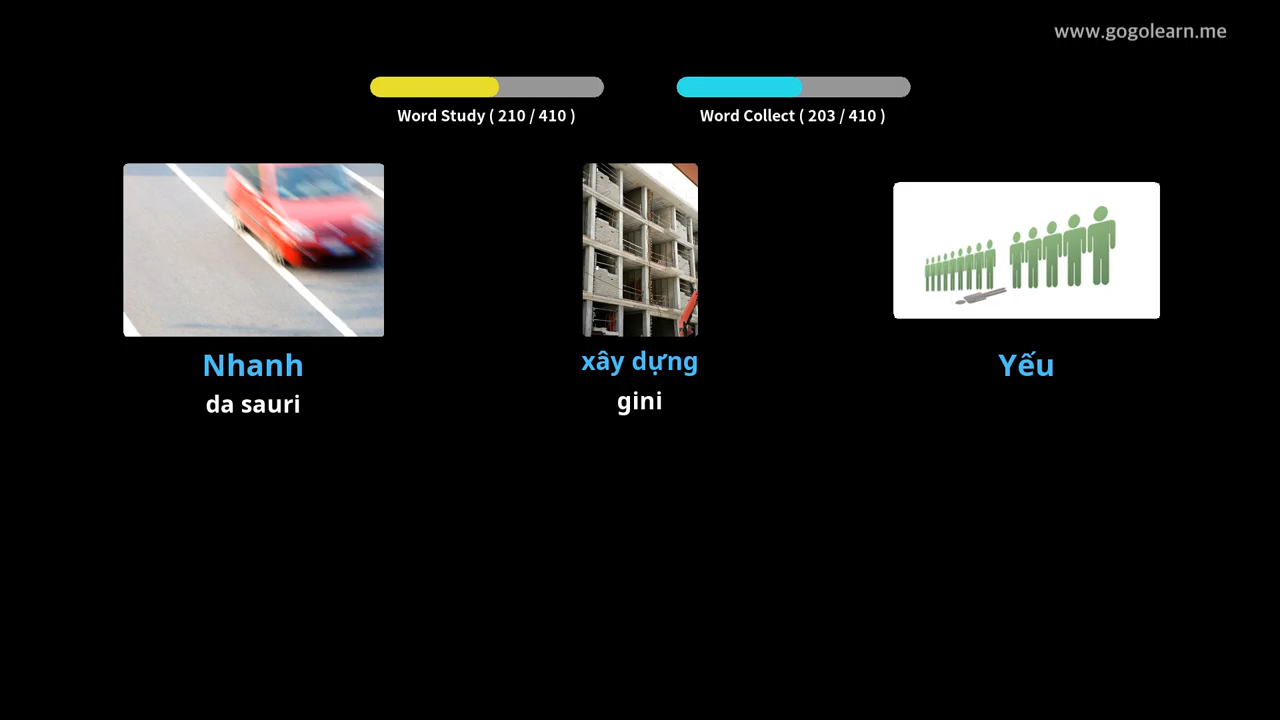 www.gogolearn.me
Word Study ( 210 / 410 )
Word Collect ( 203 / 410 )
Nhanh
da sauri
xây dựng
gini
Yếu